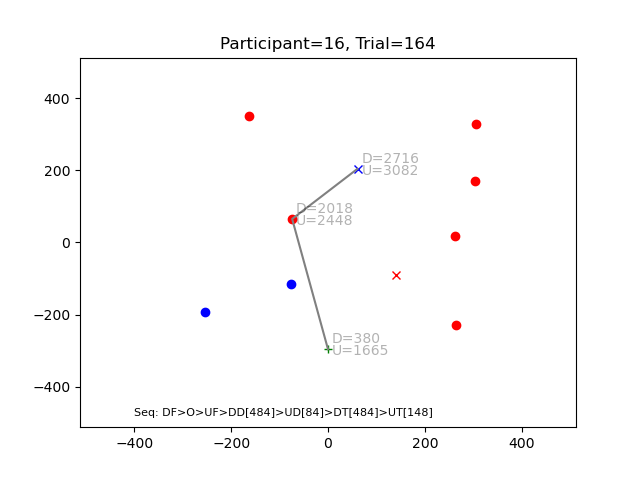 Participant=16, Trial=164
400
200
0
−200
−400
D=2716
U=3082
D=2018
U=2448
D=380
U=1665
Seq: DF>O>UF>DD[484]>UD[84]>DT[484]>UT[148]
−400
−200
0
200
400